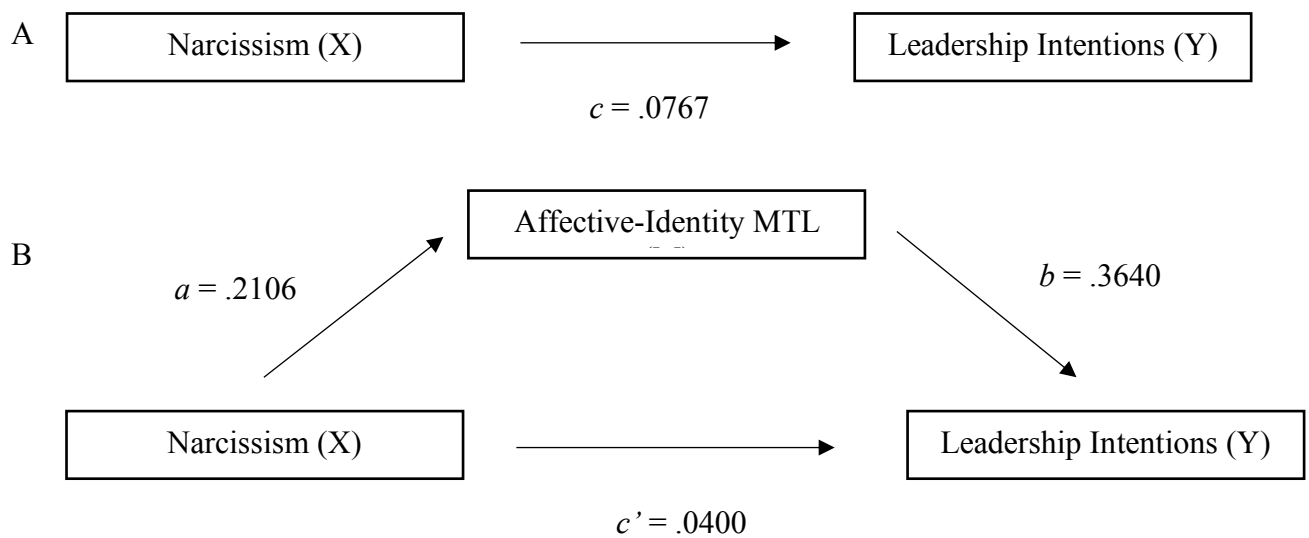 A
Narcissism (X)
Leadership Intentions (Y)
c = .0767
Affective-Identity MTL
B
a = .2106
b = .3640
Narcissism (X)
Leadership Intentions (Y)
c’ = .0400